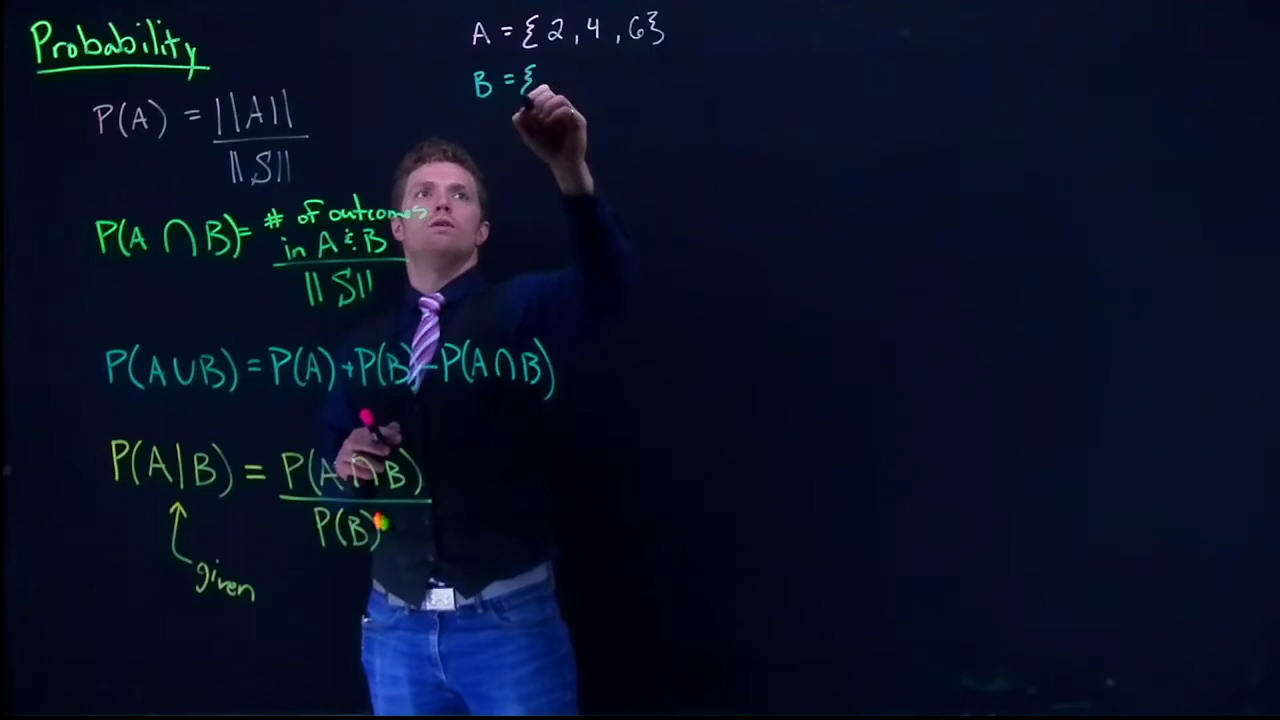 Probability
A = {2, 4, 6}
B = {
P(A) = ||A|| / ||S||
P(A ∩ B) = # of outcomes
in A & B
||S||
P(A ∪ B) = P(A) + P(B) - P(A ∩ B)
P(A|B) = P(A ∩ B)
P(B)
given